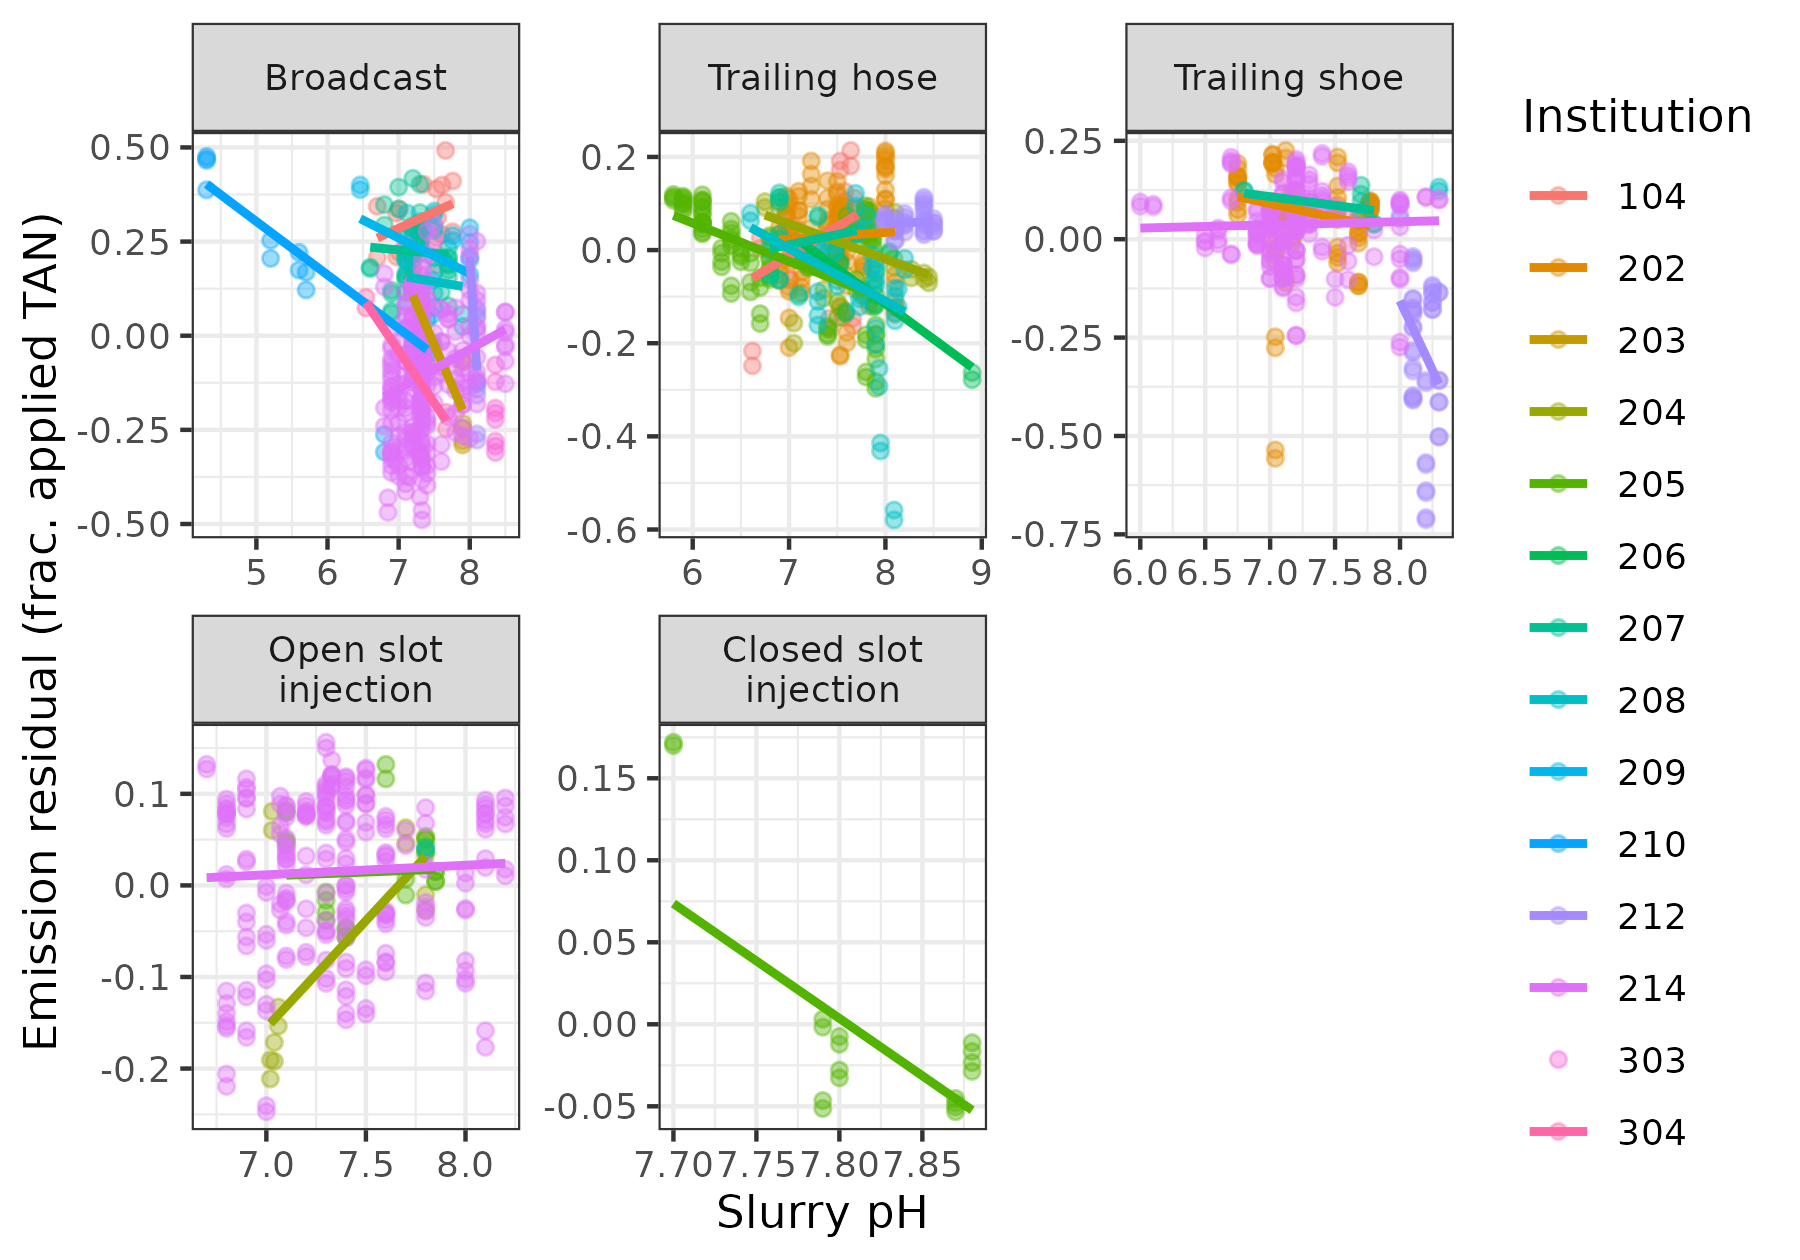 Broadcast
Trailing hose
Trailing shoe
Institution
104
202
203
204
205
206
207
208
209
210
212
214
303
304
Emission residual (frac. applied TAN)
0.50
0.25
0.00
-0.25
-0.50
5 6 7 8
0.2
0.0
-0.2
-0.4
-0.6
6 7 8 9
0.25
0.00
-0.25
-0.50
-0.75
6.0 6.5 7.0 7.5 8.0
Open slot
injection
0.1
0.0
-0.1
-0.2
7.0 7.5 8.0
Closed slot
injection
0.15
0.10
0.05
0.00
-0.05
7.70 7.75 7.80 7.85
Slurry pH